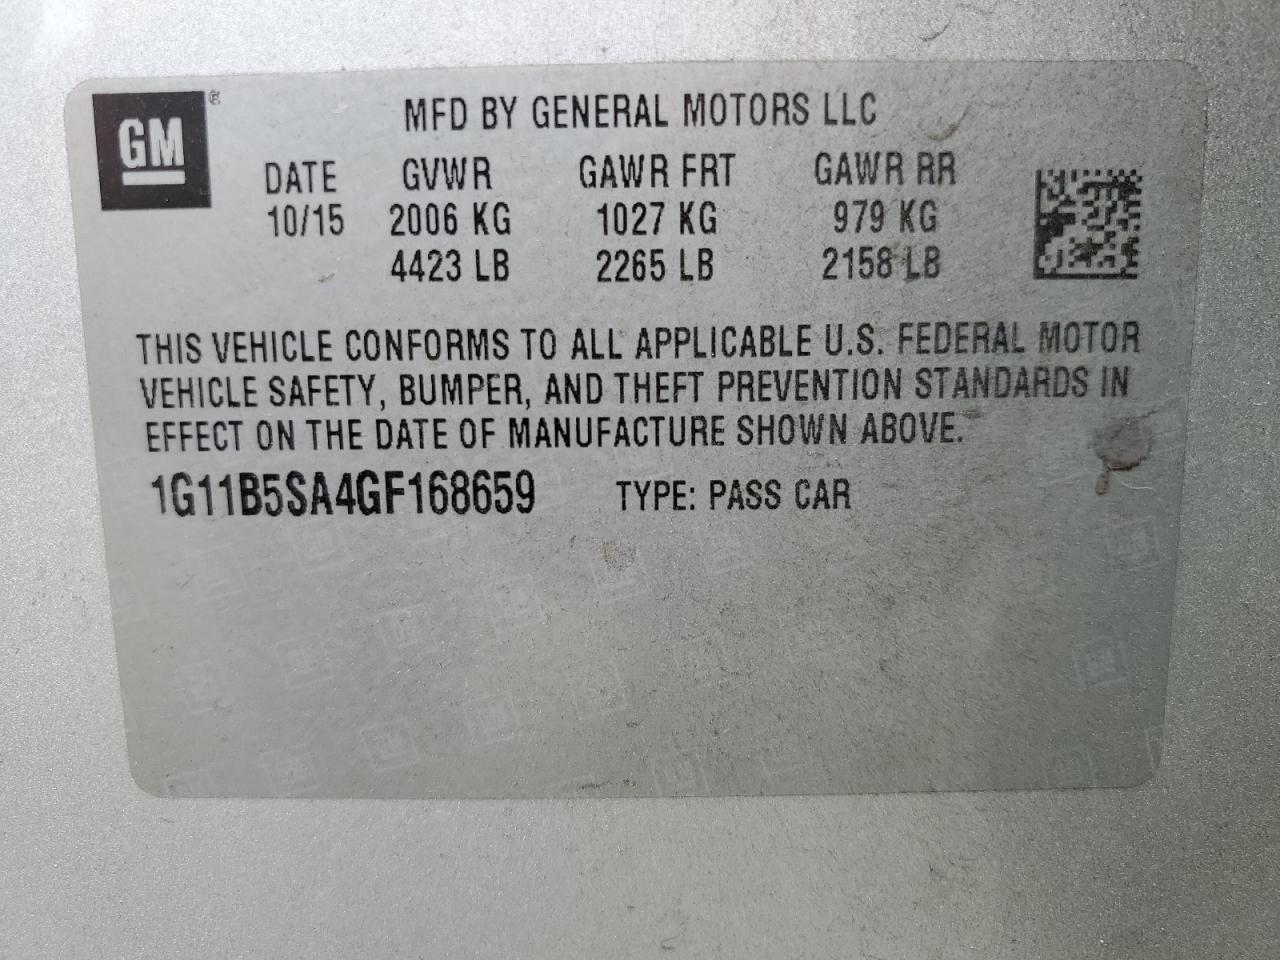 GM®
MFD BY GENERAL MOTORS LLC
DATE GVWR GAWR FRT GAWR RR
10/15 2006 KG 1027 KG 979 KG
4423 LB 2265 LB 2158 LB
THIS VEHICLE CONFORMS TO ALL APPLICABLE U.S. FEDERAL MOTOR
VEHICLE SAFETY, BUMPER, AND THEFT PREVENTION STANDARDS IN
EFFECT ON THE DATE OF MANUFACTURE SHOWN ABOVE.
1G11B5SA4GF168659 TYPE: PASS CAR